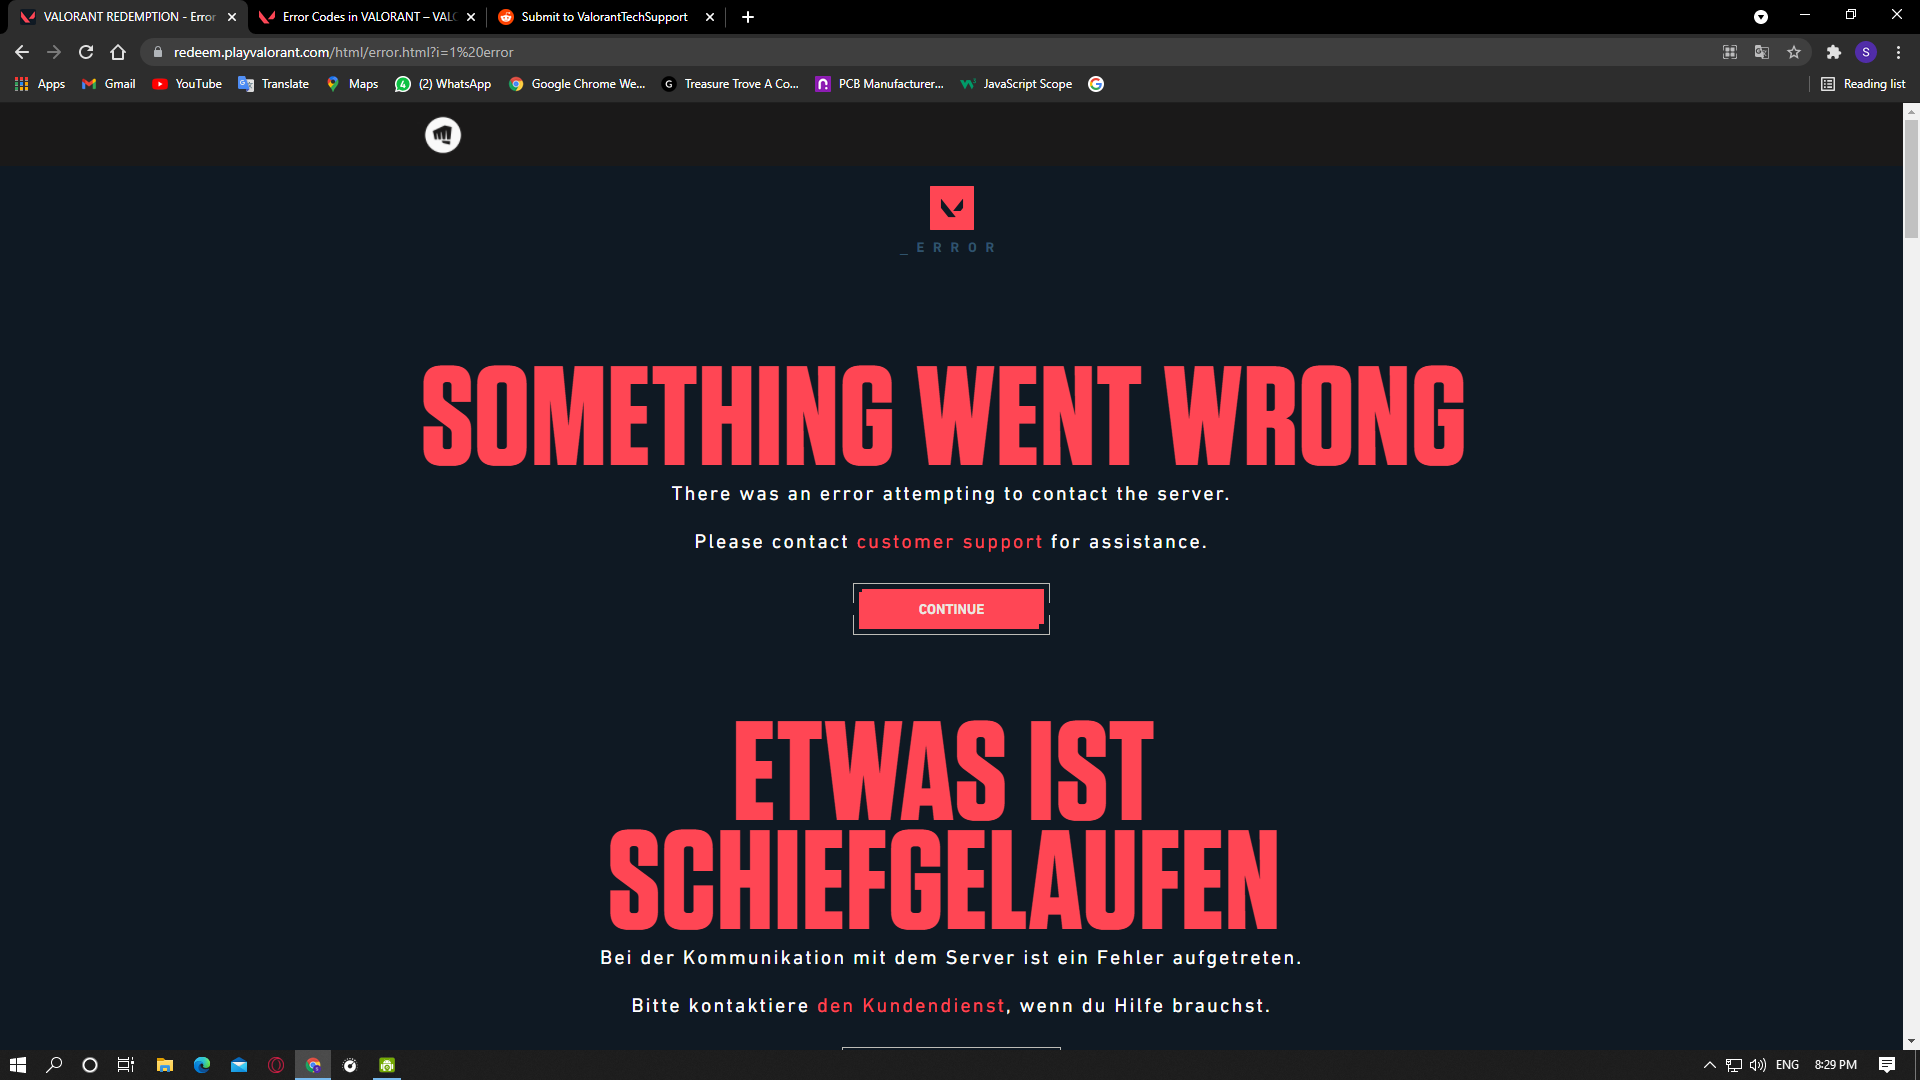 VALORANT REDEMPTION - Erro
Error Codes in VALORANT – VALO
Submit to ValorantTechSupport
redeem.playvalorant.com/html/error.html?i=1%20error
S
Apps
Gmail
YouTube
Translate
Maps
(2) WhatsApp
Google Chrome We...
Treasure Trove A Co...
PCB Manufacturer...
JavaScript Scope
Reading list
_ERROR
SOMETHING WENT WRONG
There was an error attempting to contact the server.
Please contact customer support for assistance.
CONTINUE
ETWAS IST
SCHIEFGELAUFEN
Bei der Kommunikation mit dem Server ist ein Fehler aufgetreten.
Bitte kontaktiere den Kundendienst, wenn du Hilfe brauchst.
ENG
8:29 PM